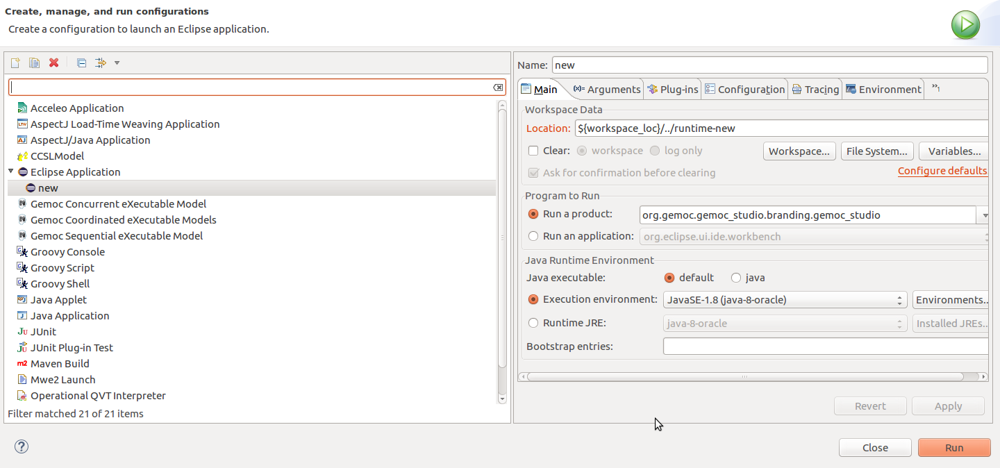 Create, manage, and run configurations
Create a configuration to launch an Eclipse application.
Acceleo Application
AspectJ Load-Time Weaving Application
AspectJ/Java Application
CCSLModel
Eclipse Application
new
Gemoc Concurrent eXecutable Model
Gemoc Coordinated eXecutable Models
Gemoc Sequential eXecutable Model
Groovy Console
Groovy Script
Groovy Shell
Java Applet
Java Application
JUnit
JUnit Plug-in Test
Maven Build
Mwe2 Launch
Operational QVT Interpreter
Filter matched 21 of 21 items
Name: new
Main Arguments Plug-ins Configuration Tracing Environment »1
Workspace Data
Location: ${workspace_loc}/../runtime-new
Clear: workspace log only Workspace... File System... Variables...
Ask for confirmation before clearing Configure defaults
Program to Run
Run a product: org.gemoc.gemoc_studio.branding.gemoc_studio
Run an application: org.eclipse.ui.ide.workbench
Java Runtime Environment
Java executable: default java
Execution environment: JavaSE-1.8 (java-8-oracle) Environments..
Runtime JRE: java-8-oracle Installed JREs..
Bootstrap entries:
Revert Apply
Close Run